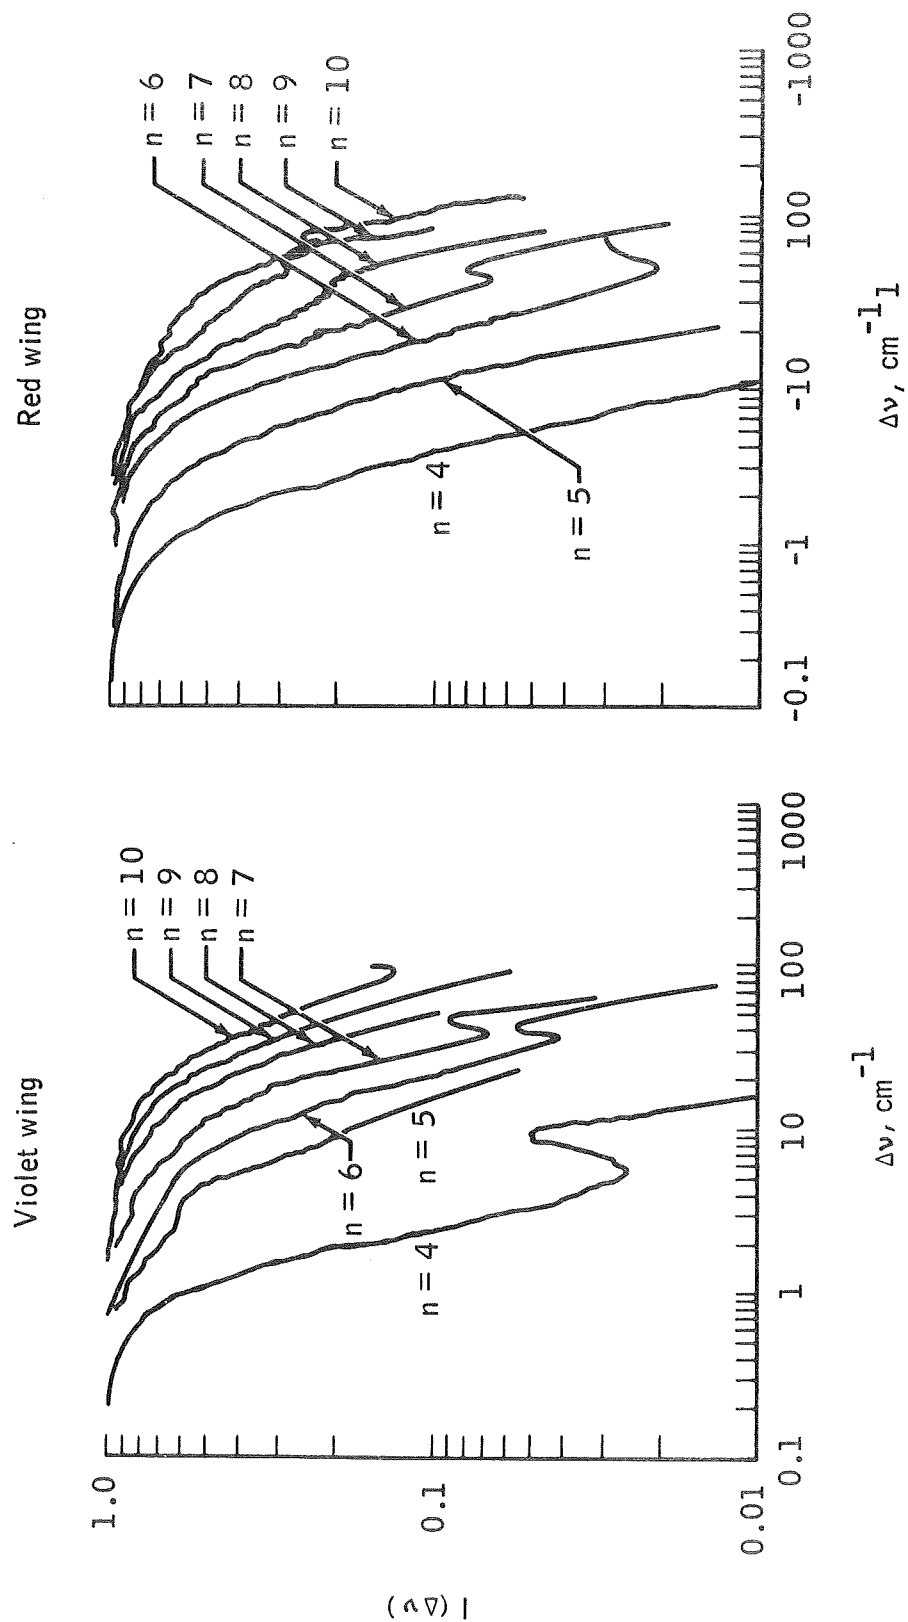 Violet wing
n = 10
n = 9
n = 8
n = 7
n = 6
n = 5
n = 4
1.0
0.1
0.01
I (Δν)
0.1
1
10
100
1000
Δν, cm⁻¹
Red wing
n = 6
n = 7
n = 8
n = 9
n = 10
n = 4
n = 5
-0.1
-1
-10
100
-1000
Δν, cm⁻¹1